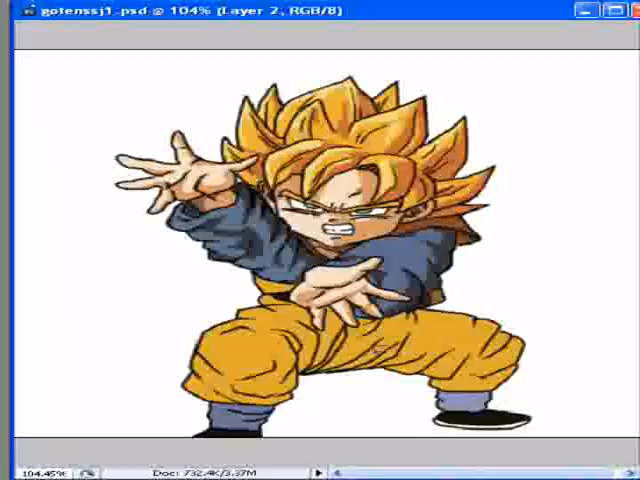 gotenssj1.psd @ 104% (Layer 2, RGB/8)
104.45% Doc: 732.4K/3.37M